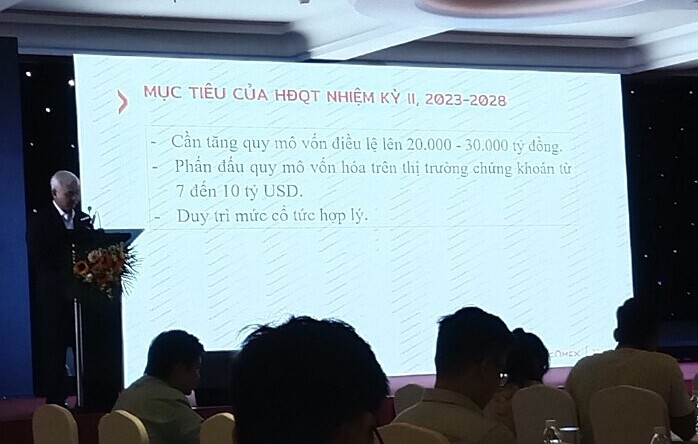 MỤC TIÊU CỦA HĐQT NHIỆM KỲ II, 2023-2028
- Cần tăng quy mô vốn điều lệ lên 20.000 - 30.000 tỷ đồng.
- Phấn đấu quy mô vốn hóa trên thị trường chứng khoán từ
7 đến 10 tỷ USD.
- Duy trì mức cổ tức hợp lý.